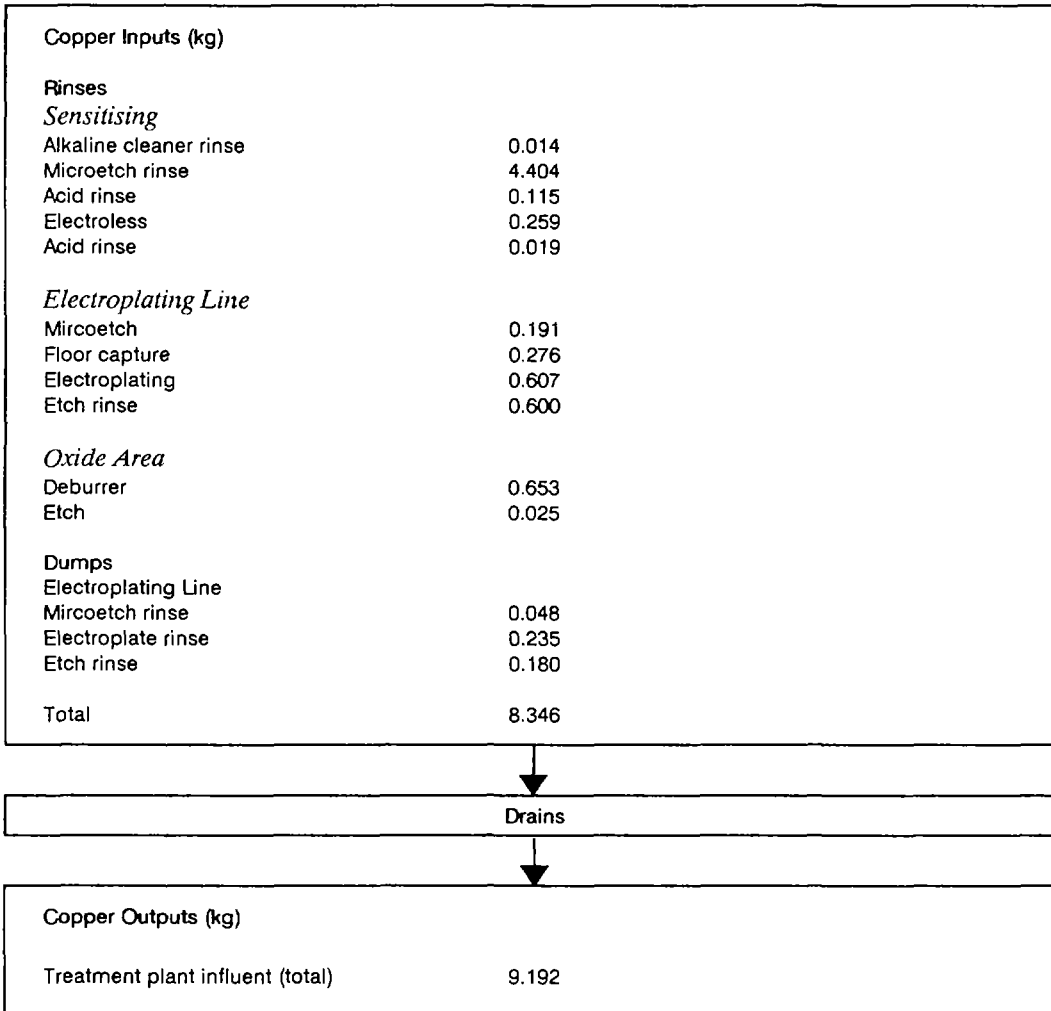 Copper Inputs (kg)
Rinses
Sensitising
Alkaline cleaner rinse 0.014
Microetch rinse 4.404
Acid rinse 0.115
Electroless 0.259
Acid rinse 0.019
Electroplating Line
Mircoetch 0.191
Floor capture 0.276
Electroplating 0.607
Etch rinse 0.600
Oxide Area
Deburrer 0.653
Etch 0.025
Dumps
Electroplating Line
Mircoetch rinse 0.048
Electroplate rinse 0.235
Etch rinse 0.180
Total 8.346
Drains
Copper Outputs (kg)
Treatment plant influent (total) 9.192